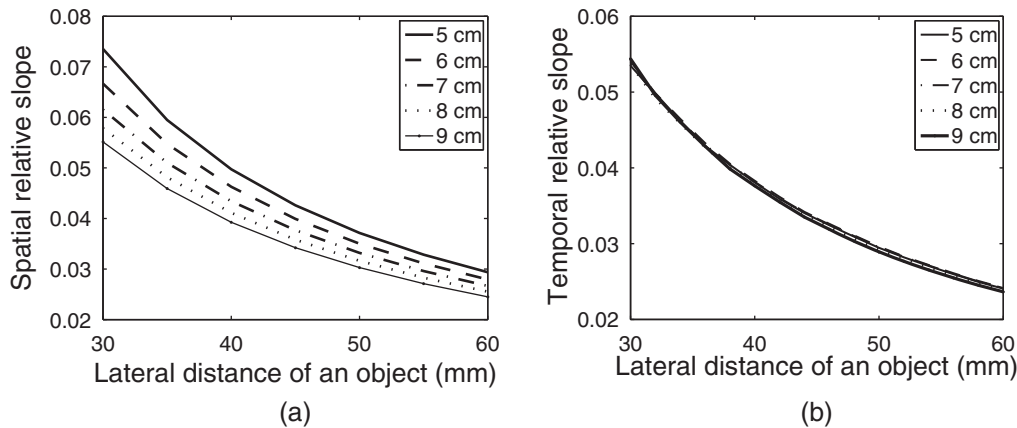 Spatial relative slope
0.08
0.07
0.06
0.05
0.04
0.03
0.02
30
40
50
60
5 cm
6 cm
7 cm
8 cm
9 cm
Lateral distance of an object (mm)
(a)
Temporal relative slope
0.06
0.05
0.04
0.03
0.02
30
40
50
60
5 cm
6 cm
7 cm
8 cm
9 cm
Lateral distance of an object (mm)
(b)